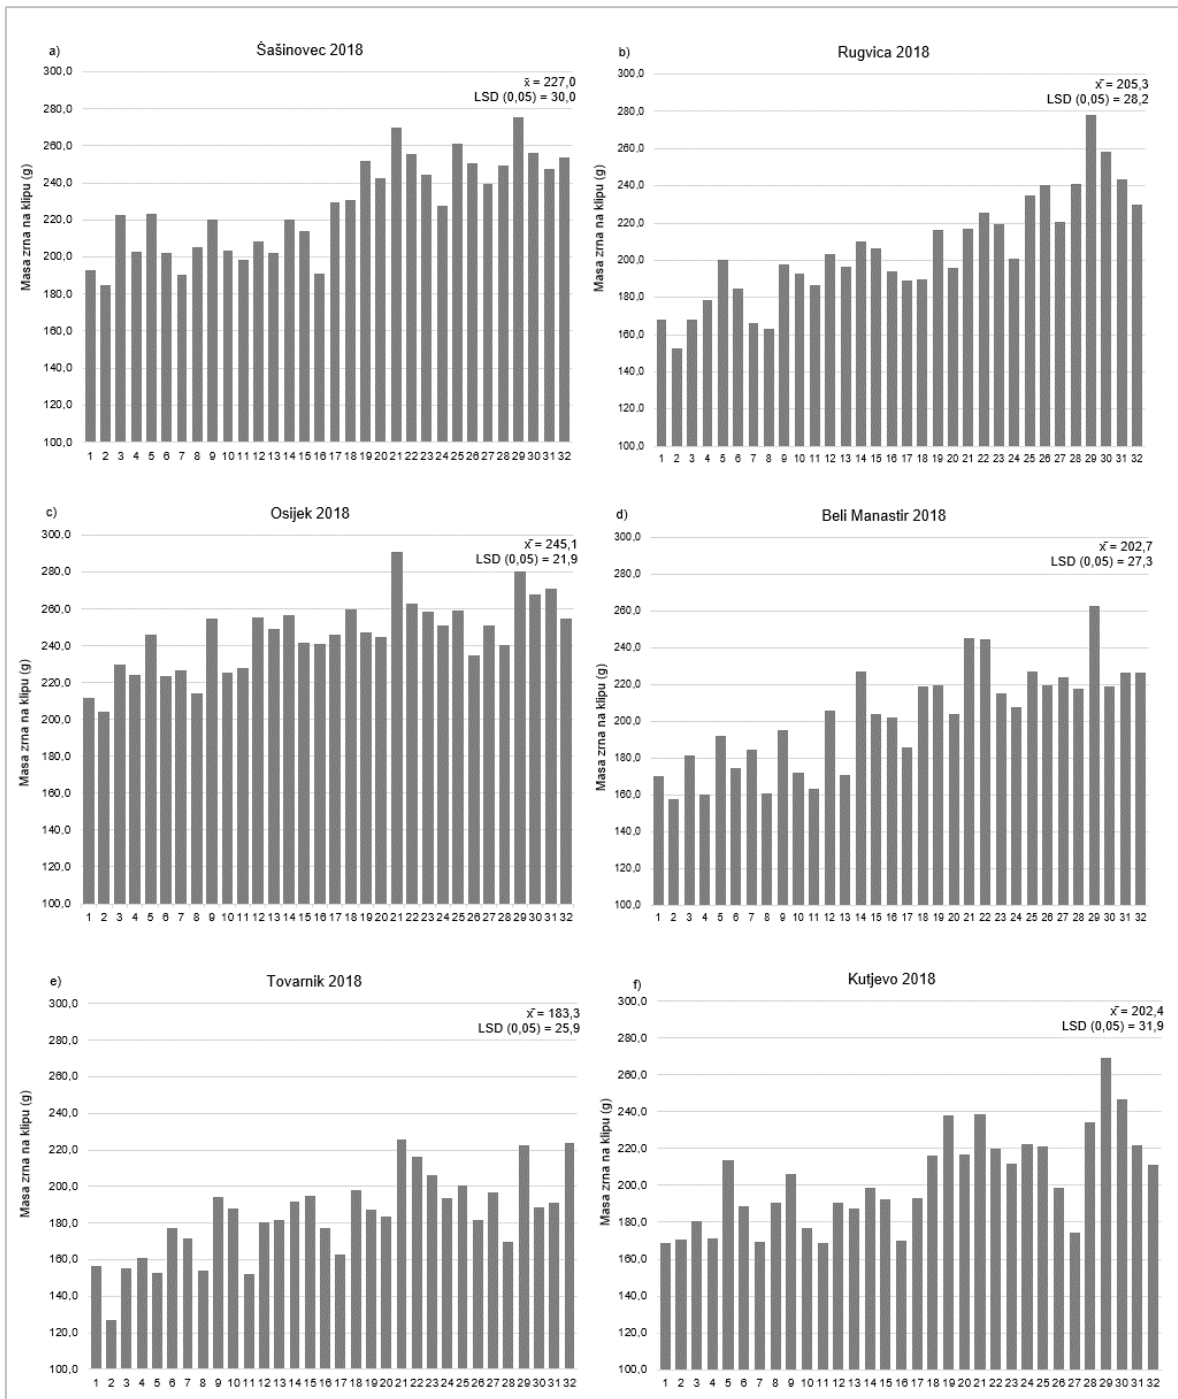 a)
Šašinovec 2018
x̄ = 227,0
LSD (0,05) = 30,0
Masa zrna na klipu (g)
300,0
280,0
260,0
240,0
220,0
200,0
180,0
160,0
140,0
120,0
100,0
1 2 3 4 5 6 7 8 9 10 11 12 13 14 15 16 17 18 19 20 21 22 23 24 25 26 27 28 29 30 31 32
b)
Rugvica 2018
x̄ = 205,3
LSD (0,05) = 28,2
Masa zrna na klipu (g)
300,0
280,0
260,0
240,0
220,0
200,0
180,0
160,0
140,0
120,0
100,0
1 2 3 4 5 6 7 8 9 10 11 12 13 14 15 16 17 18 19 20 21 22 23 24 25 26 27 28 29 30 31 32
c)
Osijek 2018
x̄ = 245,1
LSD (0,05) = 21,9
Masa zrna na klipu (g)
300,0
280,0
260,0
240,0
220,0
200,0
180,0
160,0
140,0
120,0
100,0
1 2 3 4 5 6 7 8 9 10 11 12 13 14 15 16 17 18 19 20 21 22 23 24 25 26 27 28 29 30 31 32
d)
Beli Manastir 2018
x̄ = 202,7
LSD (0,05) = 27,3
Masa zrna na klipu (g)
300,0
280,0
260,0
240,0
220,0
200,0
180,0
160,0
140,0
120,0
100,0
1 2 3 4 5 6 7 8 9 10 11 12 13 14 15 16 17 18 19 20 21 22 23 24 25 26 27 28 29 30 31 32
e)
Tovarnik 2018
x̄ = 183,3
LSD (0,05) = 25,9
Masa zrna na klipu (g)
300,0
280,0
260,0
240,0
220,0
200,0
180,0
160,0
140,0
120,0
100,0
1 2 3 4 5 6 7 8 9 10 11 12 13 14 15 16 17 18 19 20 21 22 23 24 25 26 27 28 29 30 31 32
f)
Kutjevo 2018
x̄ = 202,4
LSD (0,05) = 31,9
Masa zrna na klipu (g)
300,0
280,0
260,0
240,0
220,0
200,0
180,0
160,0
140,0
120,0
100,0
1 2 3 4 5 6 7 8 9 10 11 12 13 14 15 16 17 18 19 20 21 22 23 24 25 26 27 28 29 30 31 32